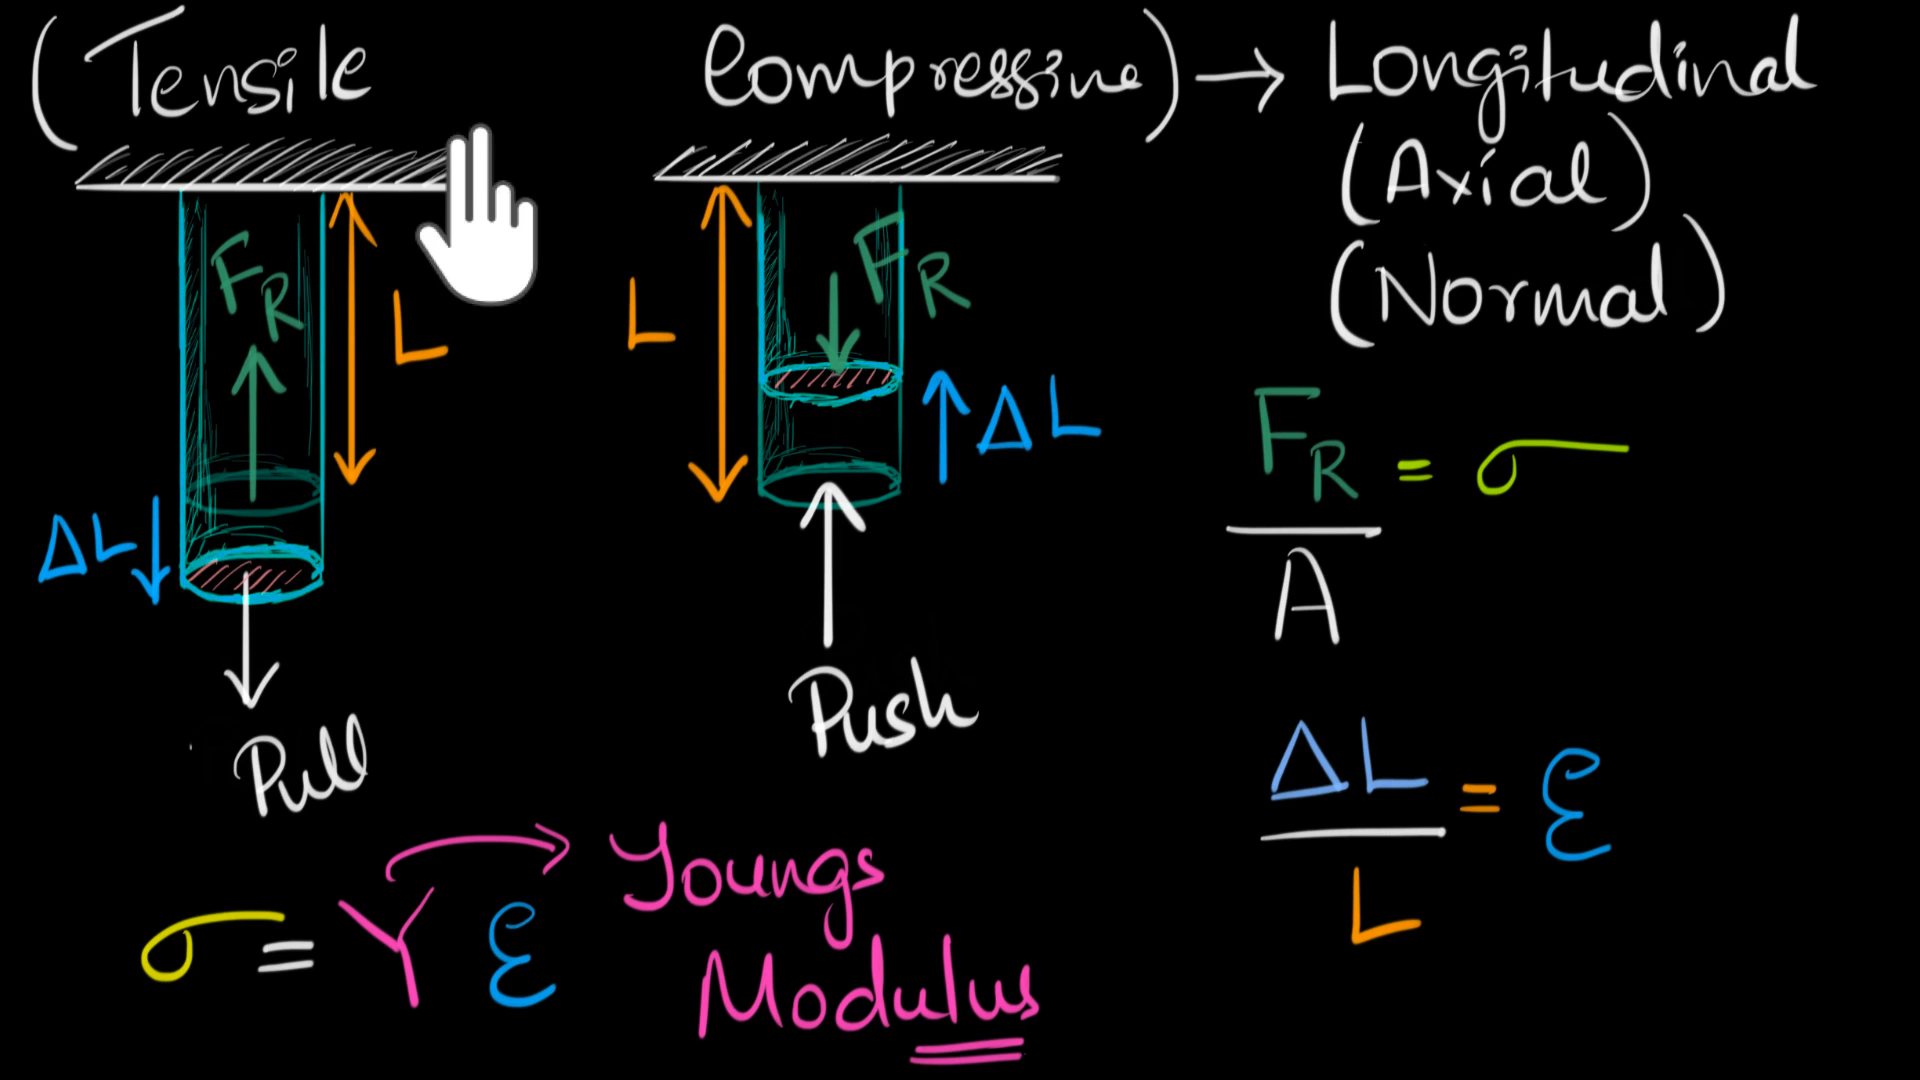 (Tensile Compressive) → Longitudinal
(Axial)
(Normal)
F_R
L
ΔL
Pull
L
F_R
ΔL
Push
F_R / A = σ
ΔL / L = ε
σ = Y ε → Youngs
Modulus